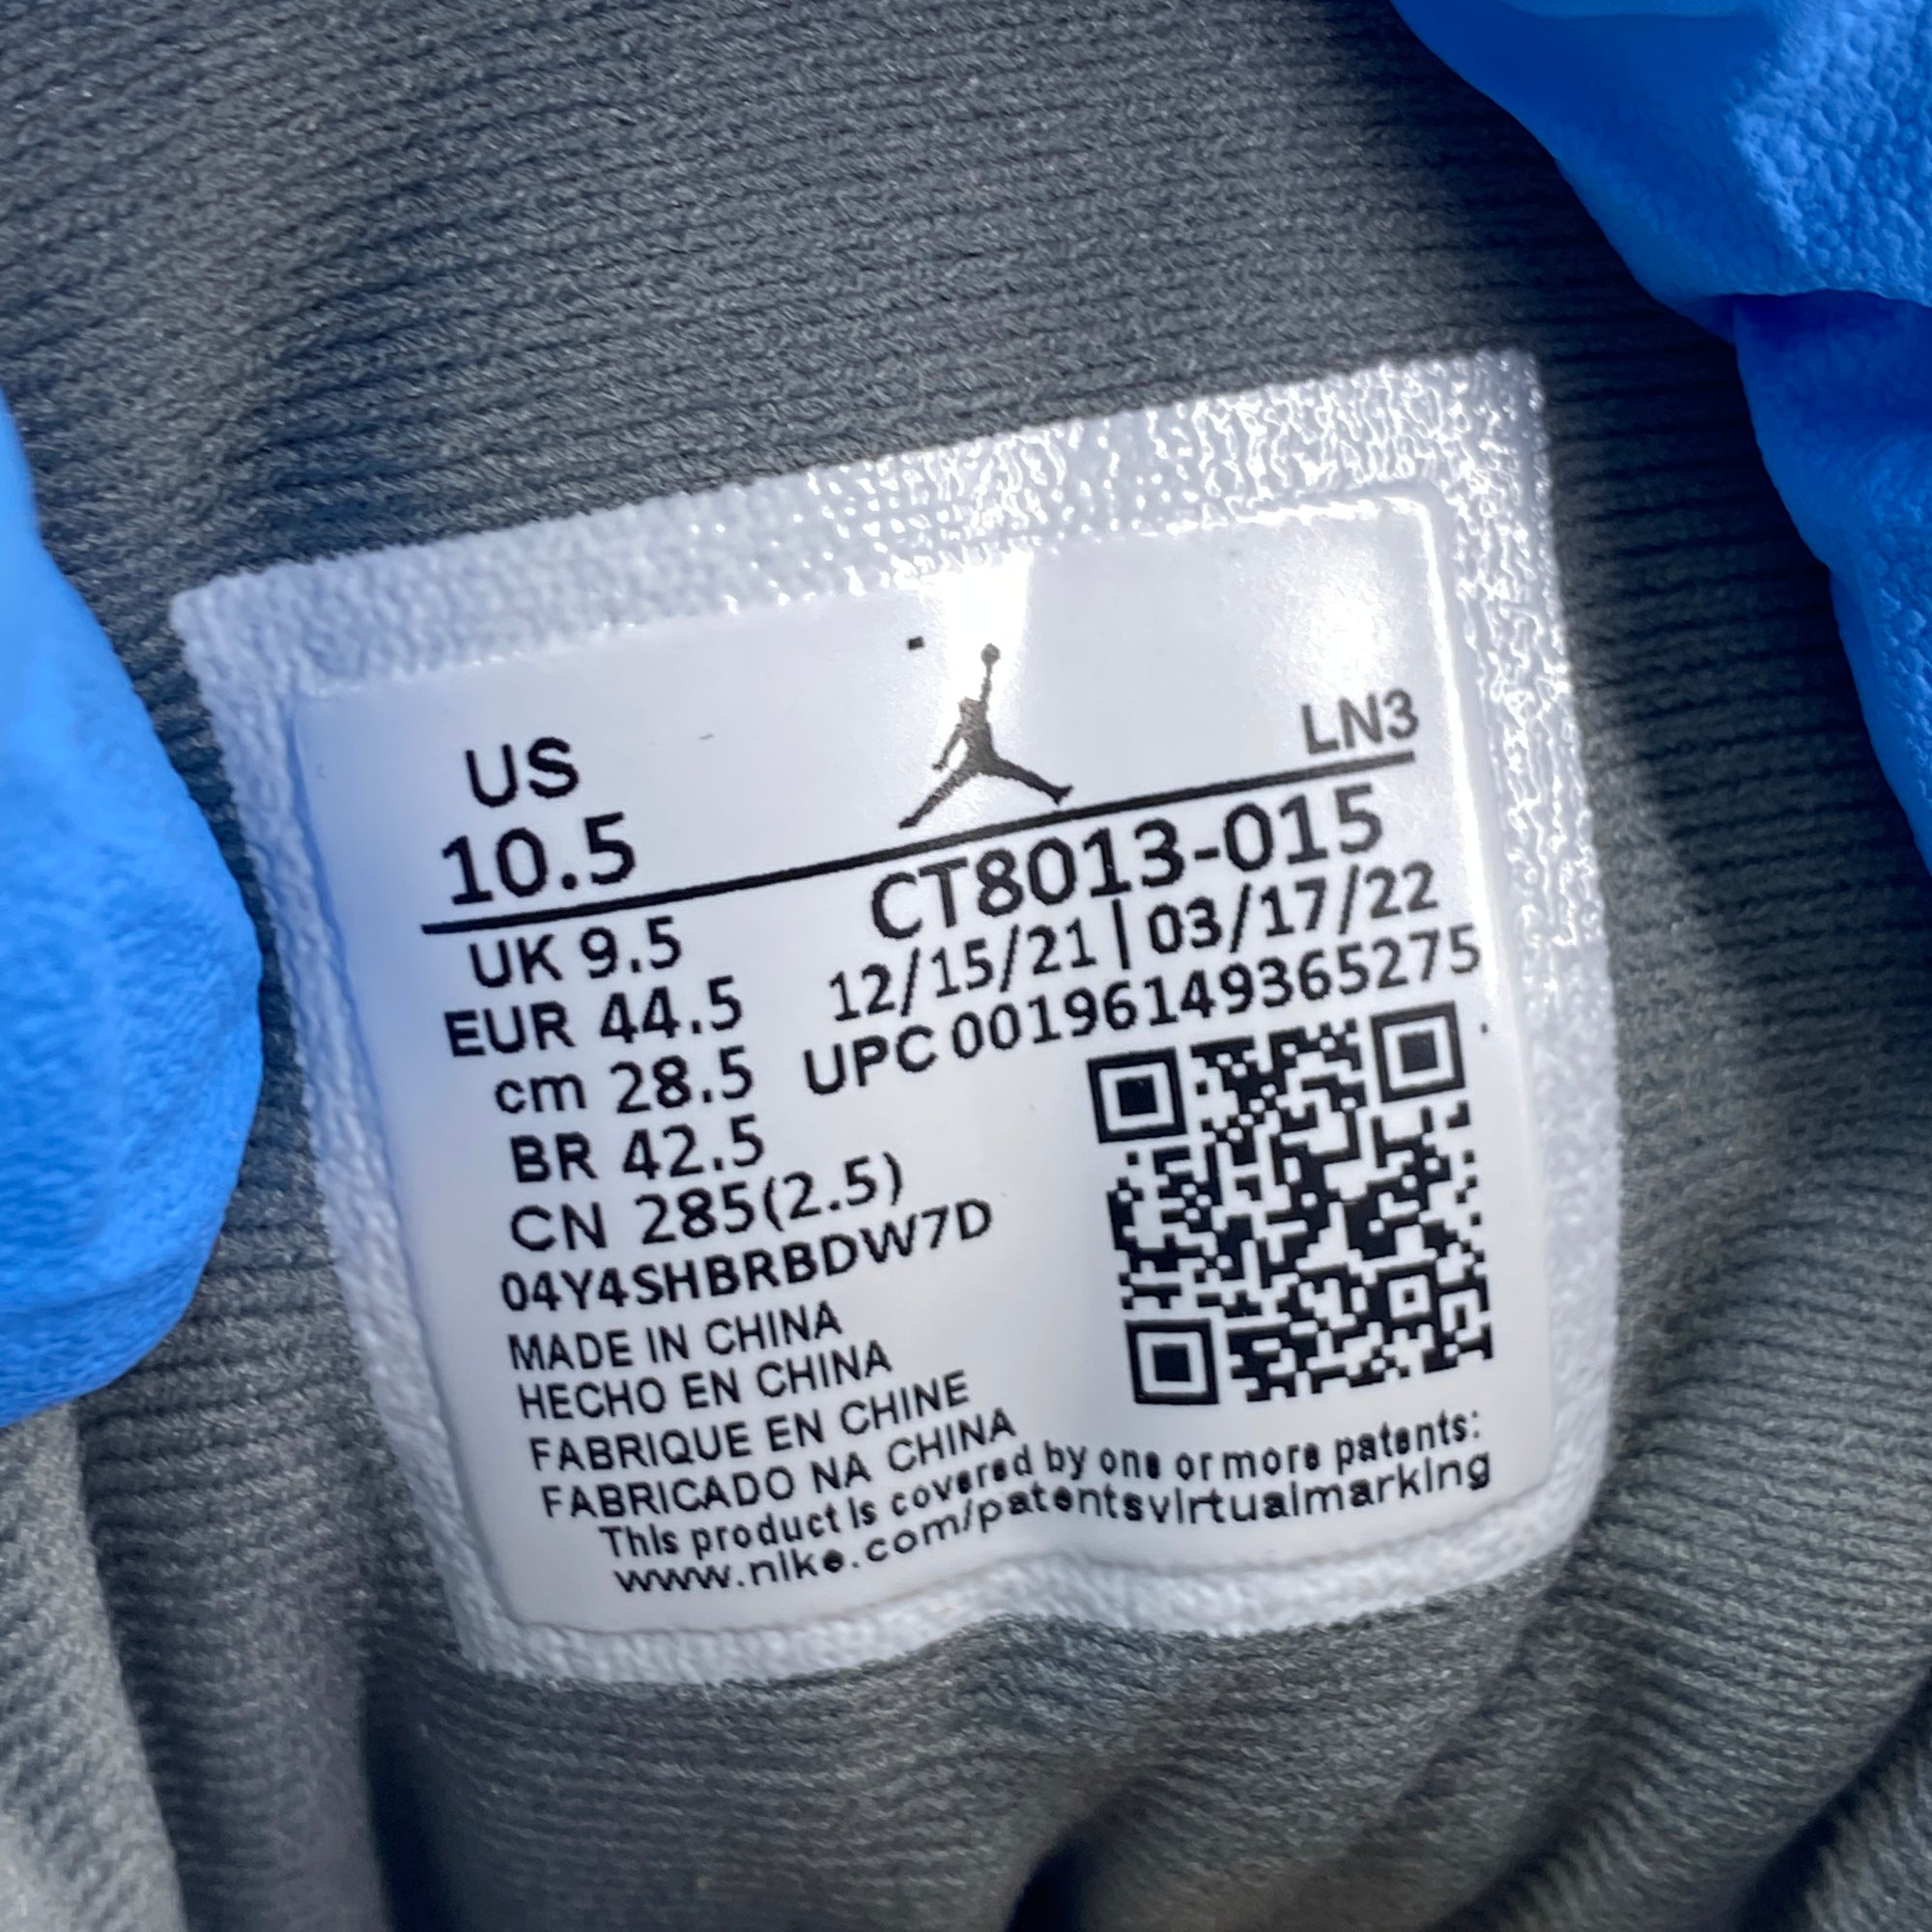 US
10.5
LN3
CT8013-015
12/15/21|03/17/22
UPC 00196149365275
UK 9.5
EUR 44.5
cm 28.5
BR 42.5
CN 285(2.5)
04Y4SHBRBDW7D
MADE IN CHINA
HECHO EN CHINA
FABRIQUE EN CHINE
FABRICADO NA CHINA
This product is covered by one or more patents:
www.nike.com/patentsvirtualmarking